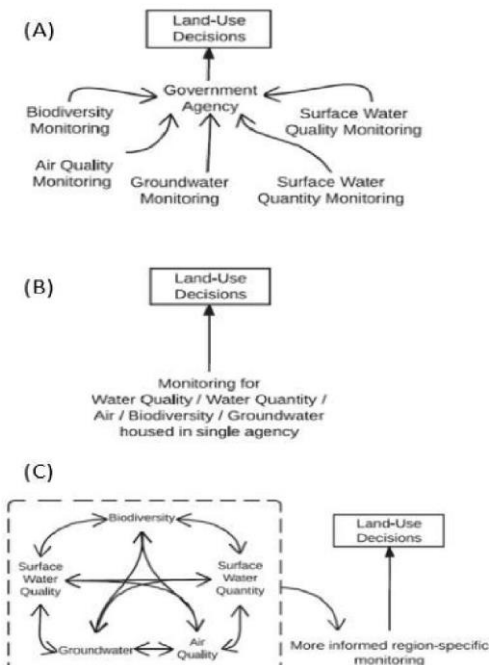 (A)
Land-Use
Decisions
Government
Agency
Biodiversity
Monitoring
Surface Water
Quality Monitoring
Air Quality
Monitoring
Groundwater
Monitoring
Surface Water
Quantity Monitoring
(B)
Land-Use
Decisions
Monitoring for
Water Quality / Water Quantity /
Air / Biodiversity / Groundwater
housed in single agency
(C)
Biodiversity
Surface
Water
Quality
Surface
Water
Quantity
Groundwater
Air
Quality
Land-Use
Decisions
More informed region-specific
monitoring